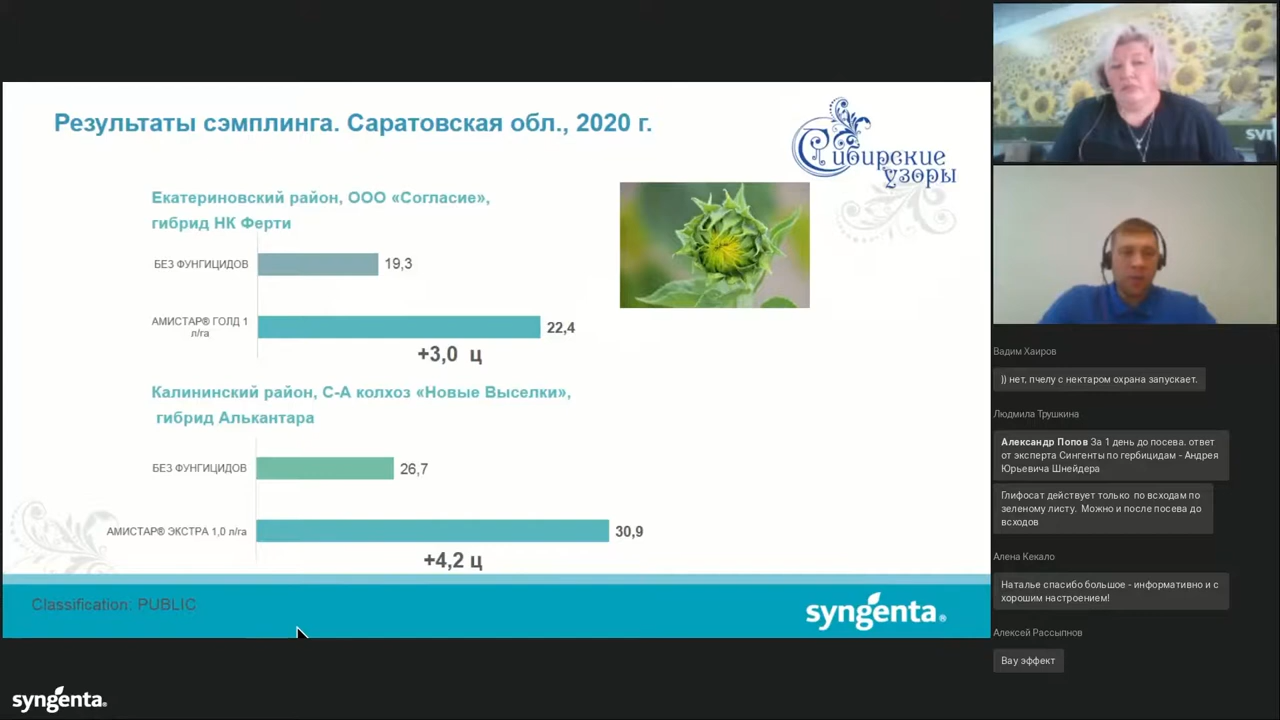 Результаты сэмплинга. Саратовская обл., 2020 г.
Сибирские
узоры
Екатериновский район, ООО «Согласие»,
гибрид НК Ферти
БЕЗ ФУНГИЦИДОВ
19,3
АМИСТАР® ГОЛД 1
л/га
22,4
+3,0 ц
Калининский район, С-А колхоз «Новые Выселки»,
гибрид Алькантара
БЕЗ ФУНГИЦИДОВ
26,7
АМИСТАР® ЭКСТРА 1,0 л/га
30,9
+4,2 ц
Classification: PUBLIC
syngenta®
syngenta®
Вадим Хаиров
)) нет, пчелу с нектаром охрана запускает.
Людмила Трушкина
Александр Попов За 1 день до посева. ответ
от эксперта Сингенты по гербицидам - Андрея
Юрьевича Шнейдера
Глифосат действует только по всходам по
зеленому листу. Можно и после посева до
всходов
Алена Кекало
Наталье спасибо большое - информативно и с
хорошим настроением!
Алексей Рассыпнов
Вау эффект